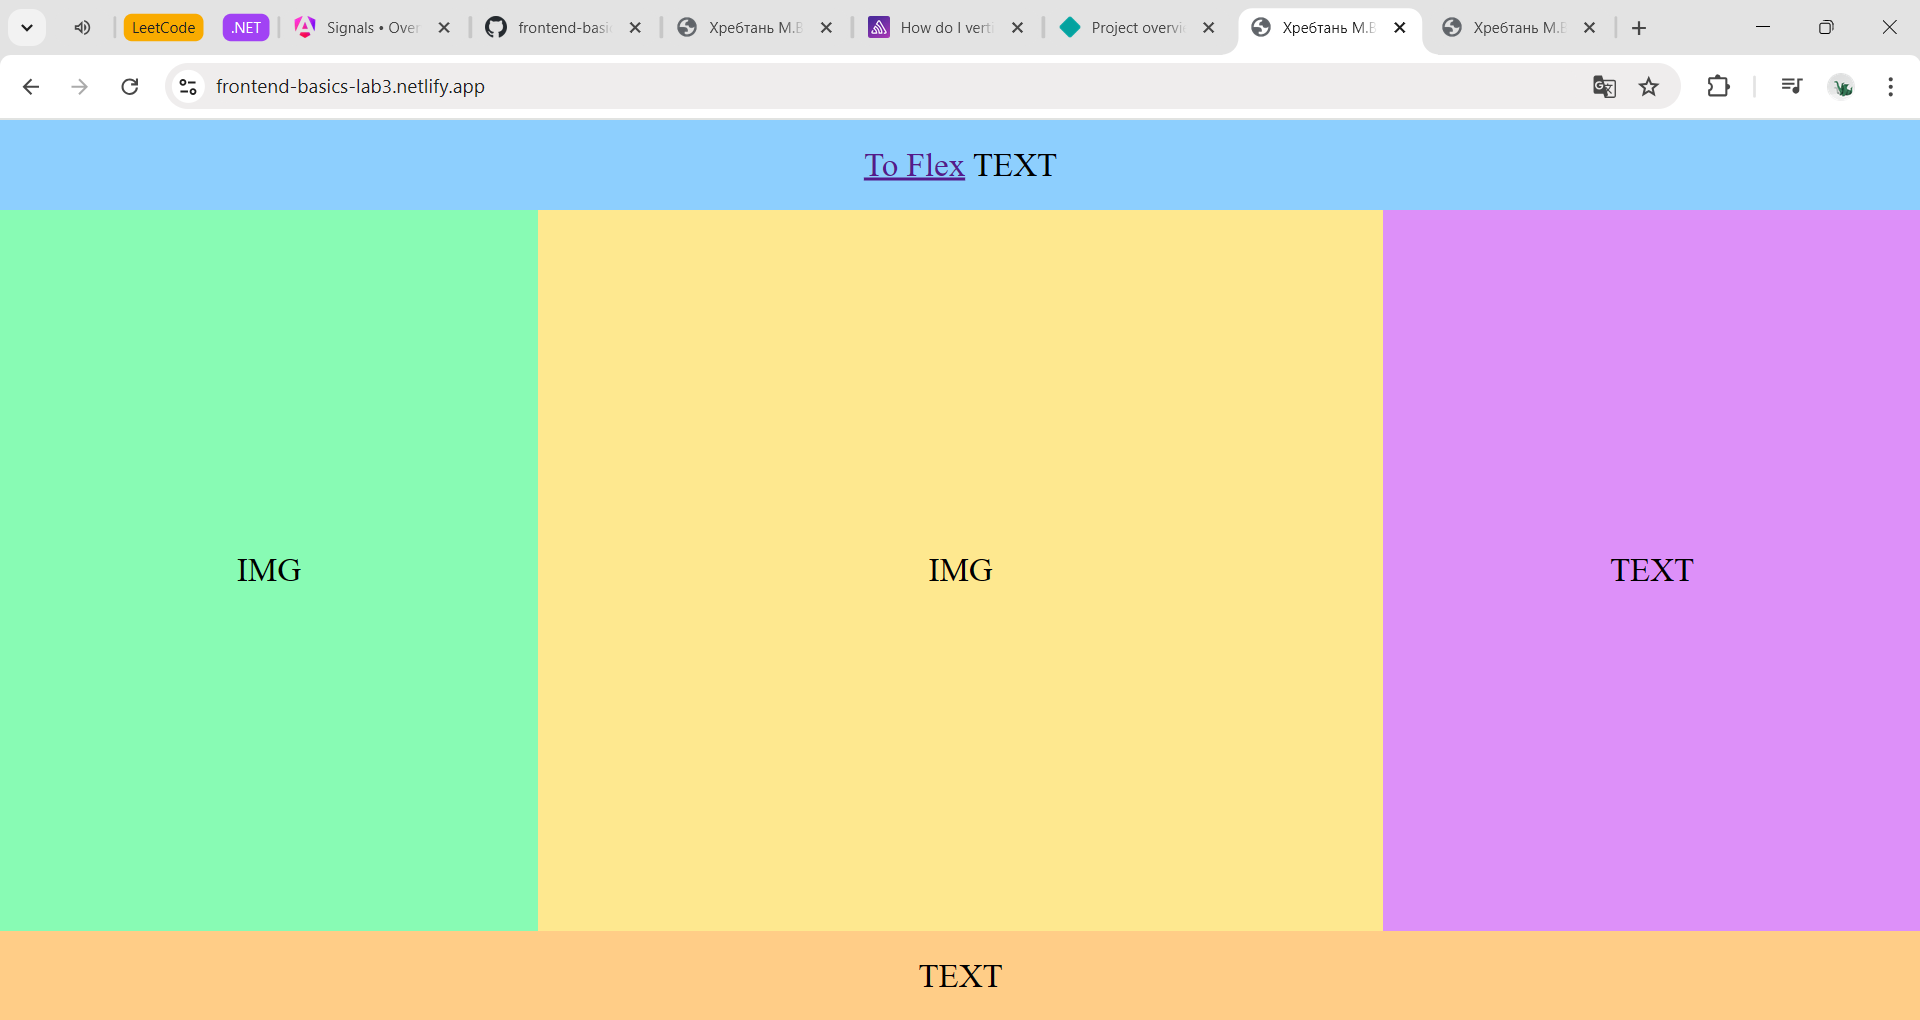 LeetCode .NET Signals • Over frontend-basi Хребтань М.В How do I verti Project overvi Хребтань М.В Хребтань М.В
frontend-basics-lab3.netlify.app
To Flex TEXT
IMG IMG TEXT
TEXT